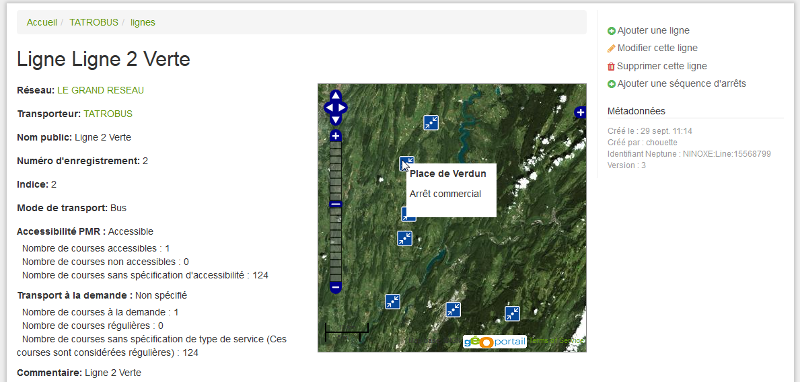 Accueil / TATROBUS / lignes
Ligne Ligne 2 Verte
Réseau: LE GRAND RESEAU
Transporteur: TATROBUS
Nom public: Ligne 2 Verte
Numéro d'enregistrement: 2
Indice: 2
Mode de transport: Bus
Accessibilité PMR : Accessible
Nombre de courses accessibles : 1
Nombre de courses non accessibles : 0
Nombre de courses sans spécification d'accessibilité : 124
Transport à la demande : Non spécifié
Nombre de courses à la demande : 1
Nombre de courses régulières : 0
Nombre de courses sans spécification de type de service (Ces
courses sont considérées régulières) : 124
Commentaire: Ligne 2 Verte
Place de Verdun
Arrêt commercial
géoportail
Terms of Service
Ajouter une ligne
Modifier cette ligne
Supprimer cette ligne
Ajouter une séquence d'arrêts
Métadonnées
Créé le : 29 sept. 11:14
Créé par : chouette
Identifiant Neptune : NINOXE:Line:15568799
Version : 3